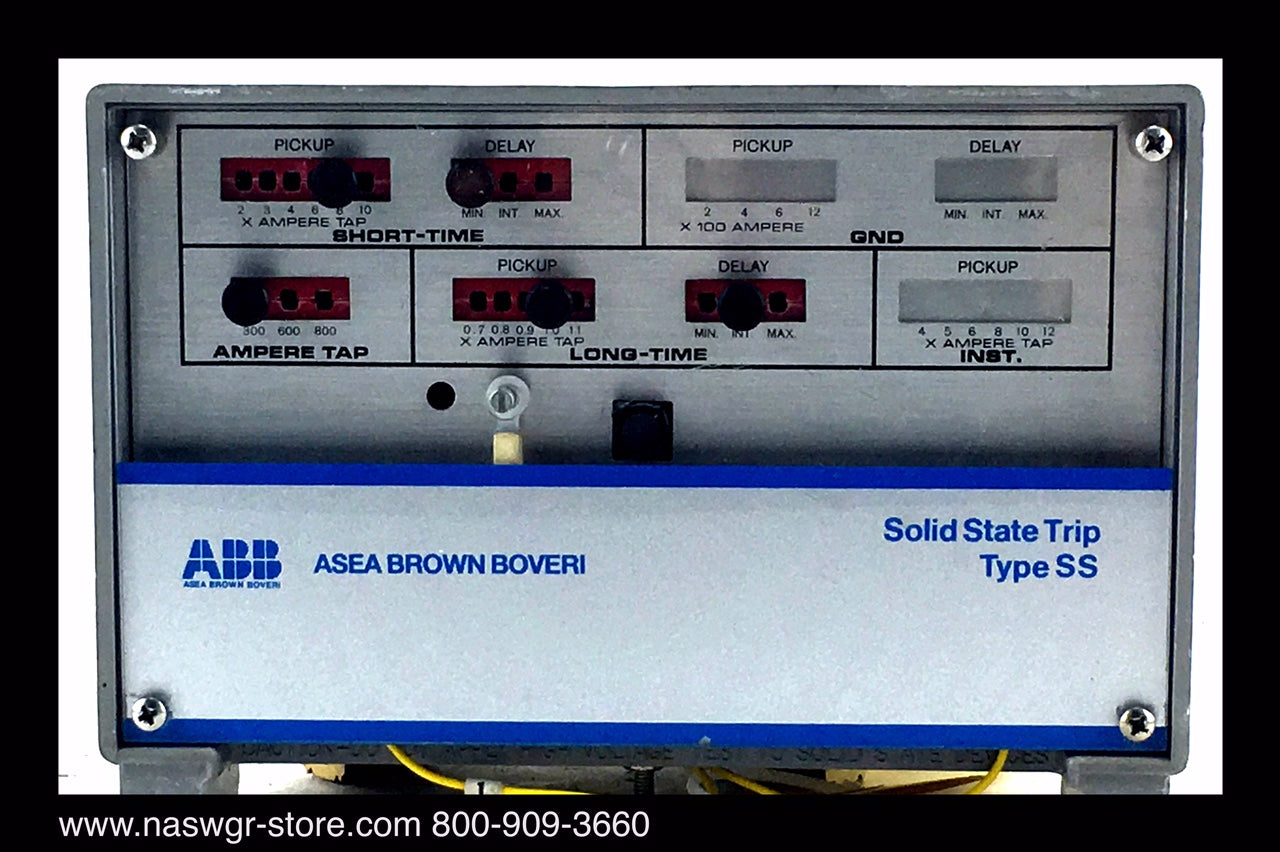 PICKUP DELAY PICKUP DELAY
2 3 4 6 8 10 MIN. INT. MAX. 2 4 6 12 MIN. INT. MAX.
X AMPERE TAP X 100 AMPERE
SHORT-TIME GND
PICKUP DELAY PICKUP
300 600 800 0.7 0.8 0.9 1.0 11 MIN. INT. MAX. 4 5 6 8 10 12
X AMPERE TAP X AMPERE TAP
AMPERE TAP LONG-TIME INST.
Solid State Trip
ABB ASEA BROWN BOVERI
Type SS
ASEA BROWN BOVERI
www.naswgr-store.com 800-909-3660